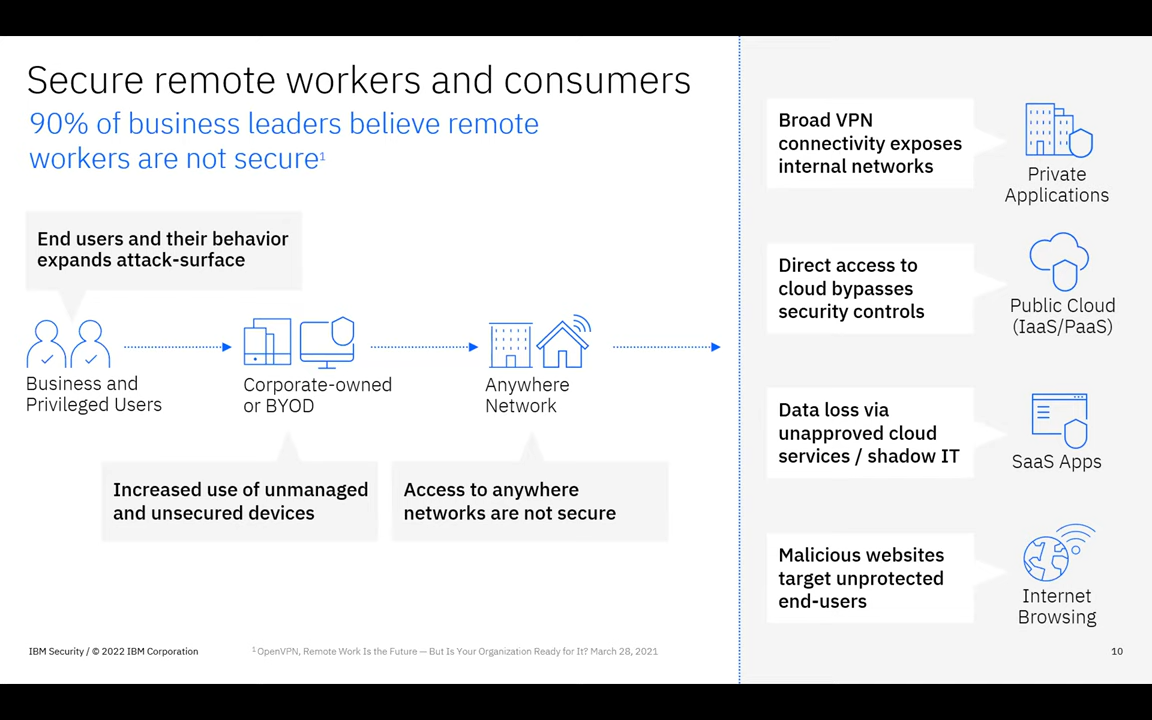 Secure remote workers and consumers
90% of business leaders believe remote
workers are not secure¹
End users and their behavior
expands attack-surface
Business and
Privileged Users
Corporate-owned
or BYOD
Anywhere
Network
Increased use of unmanaged
and unsecured devices
Access to anywhere
networks are not secure
Broad VPN
connectivity exposes
internal networks
Private
Applications
Direct access to
cloud bypasses
security controls
Public Cloud
(IaaS/PaaS)
Data loss via
unapproved cloud
services / shadow IT
SaaS Apps
Malicious websites
target unprotected
end-users
Internet
Browsing
IBM Security / © 2022 IBM Corporation
¹ OpenVPN, Remote Work Is the Future — But Is Your Organization Ready for It? March 28, 2021
10